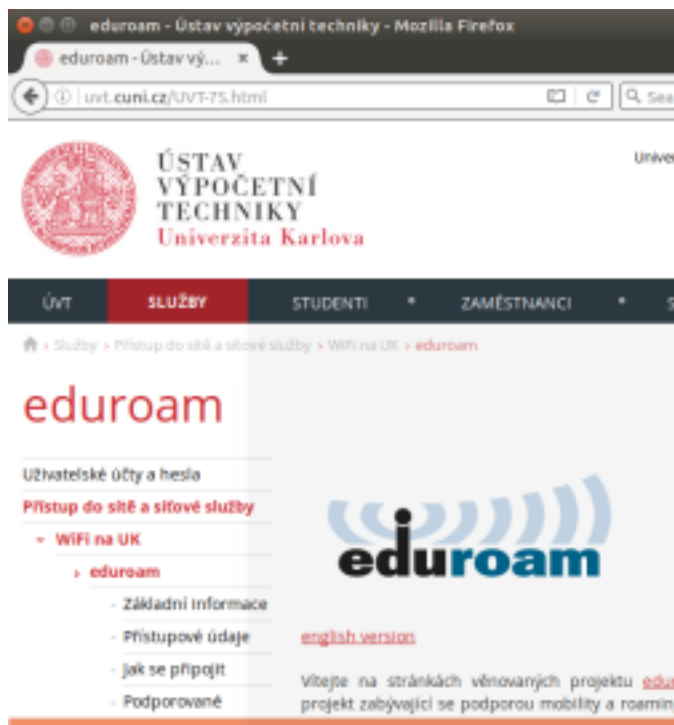 eduroam - Ústav výpočetní techniky - Mozilla Firefox
eduroam - Ústav vý...
uvt.cuni.cz/UVT-75.html
Sea
ÚSTAV
VÝPOČETNÍ
TECHNIKY
Univerzita Karlova
Univer
ÚVT SLUŽBY STUDENTI ZAMĚSTNANCI S
Služby › Přístup do sítě a síťové služby › WiFi na UK › eduroam
eduroam
Uživatelské účty a hesla
Přístup do sítě a síťové služby
WiFi na UK
› eduroam
- Základní informace
- Přístupové údaje
- Jak se připojit
- Podporované
eduroam
english version
Vítejte na stránkách věnovaných projektu edur
projekt zabývající se podporou mobility a roamin